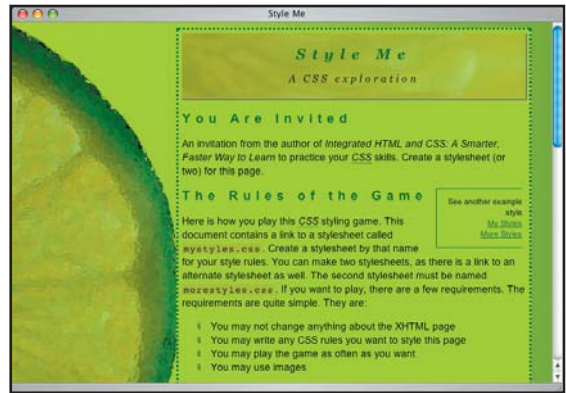 Style Me
Style Me
A CSS exploration
You Are Invited
An invitation from the author of Integrated HTML and CSS: A Smarter,
Faster Way to Learn to practice your CSS skills. Create a stylesheet (or
two) for this page.
The Rules of the Game
See another example
style
My Styles
More Styles
Here is how you play this CSS styling game. This
document contains a link to a stylesheet called
mystyles.css. Create a stylesheet by that name
for your style rules. You can make two stylesheets, as there is a link to an
alternate stylesheet as well. The second stylesheet must be named
morestyles.css. If you want to play, there are a few requirements. The
requirements are quite simple. They are:
You may not change anything about the XHTML page
You may write any CSS rules you want to style this page
You may play the game as often as you want
You may use images